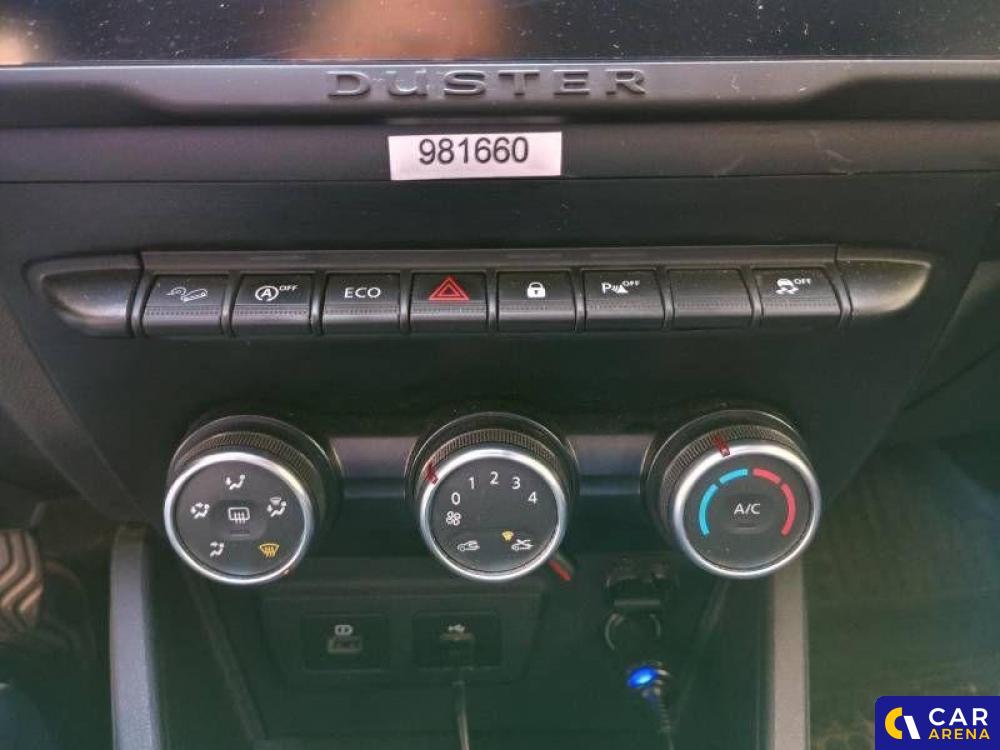 DUSTER
981660
A OFF
ECO
P OFF
OFF
0 1 2 3 4
A/C
CAR
ARENA